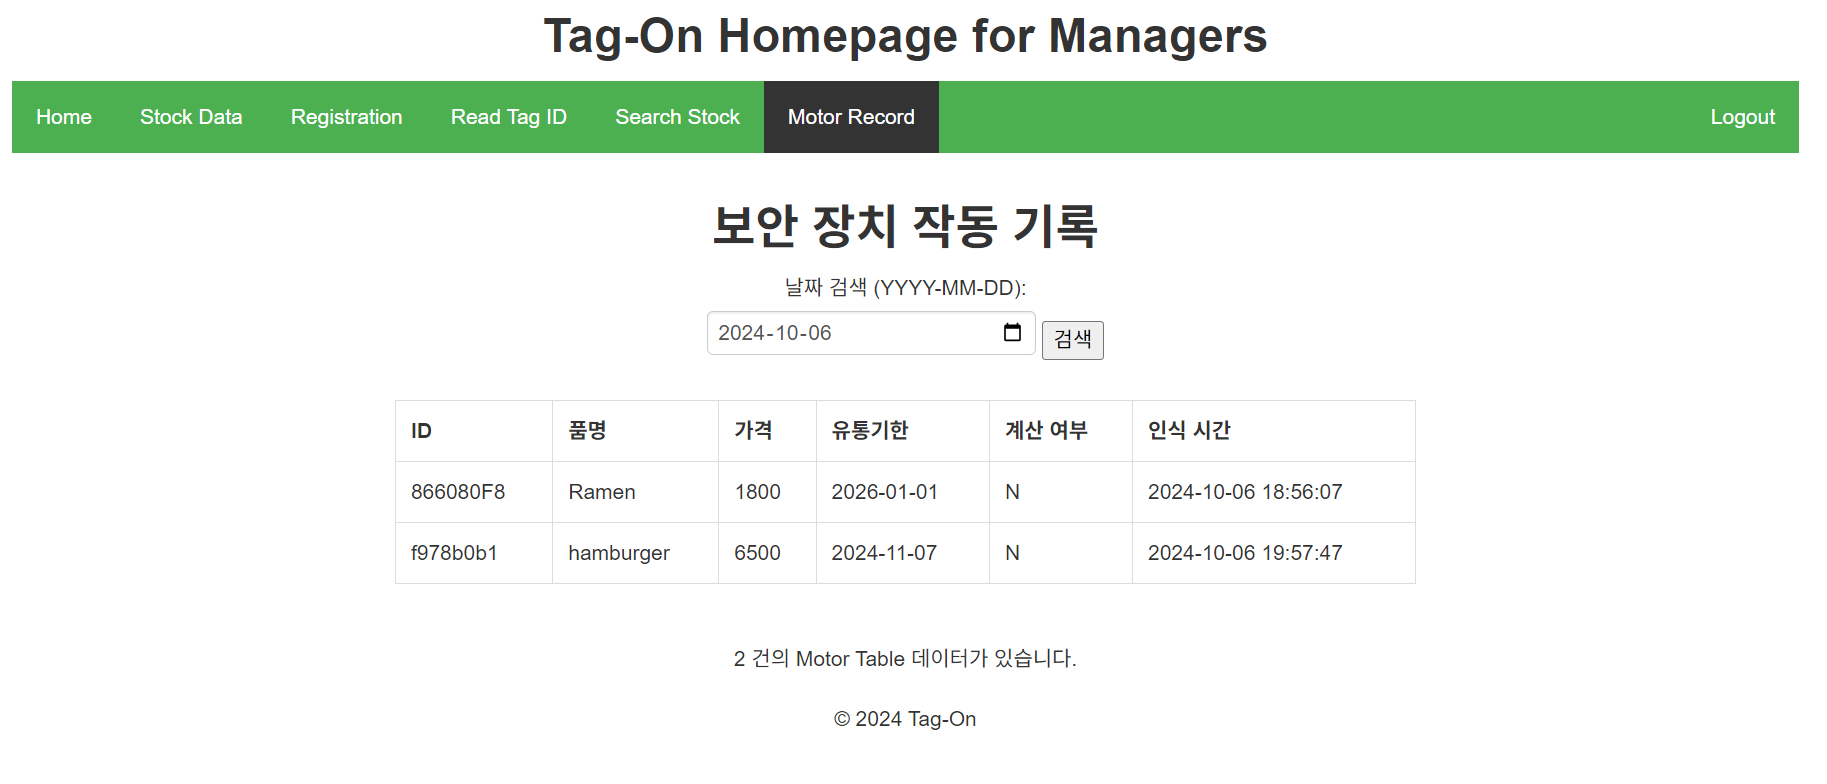 Tag-On Homepage for Managers
Home Stock Data Registration Read Tag ID Search Stock Motor Record Logout
보안 장치 작동 기록
날짜 검색 (YYYY-MM-DD):
2024-10-06 검색
ID 품명 가격 유통기한 계산 여부 인식 시간
866080F8 Ramen 1800 2026-01-01 N 2024-10-06 18:56:07
f978b0b1 hamburger 6500 2024-11-07 N 2024-10-06 19:57:47
2 건의 Motor Table 데이터가 있습니다.
© 2024 Tag-On